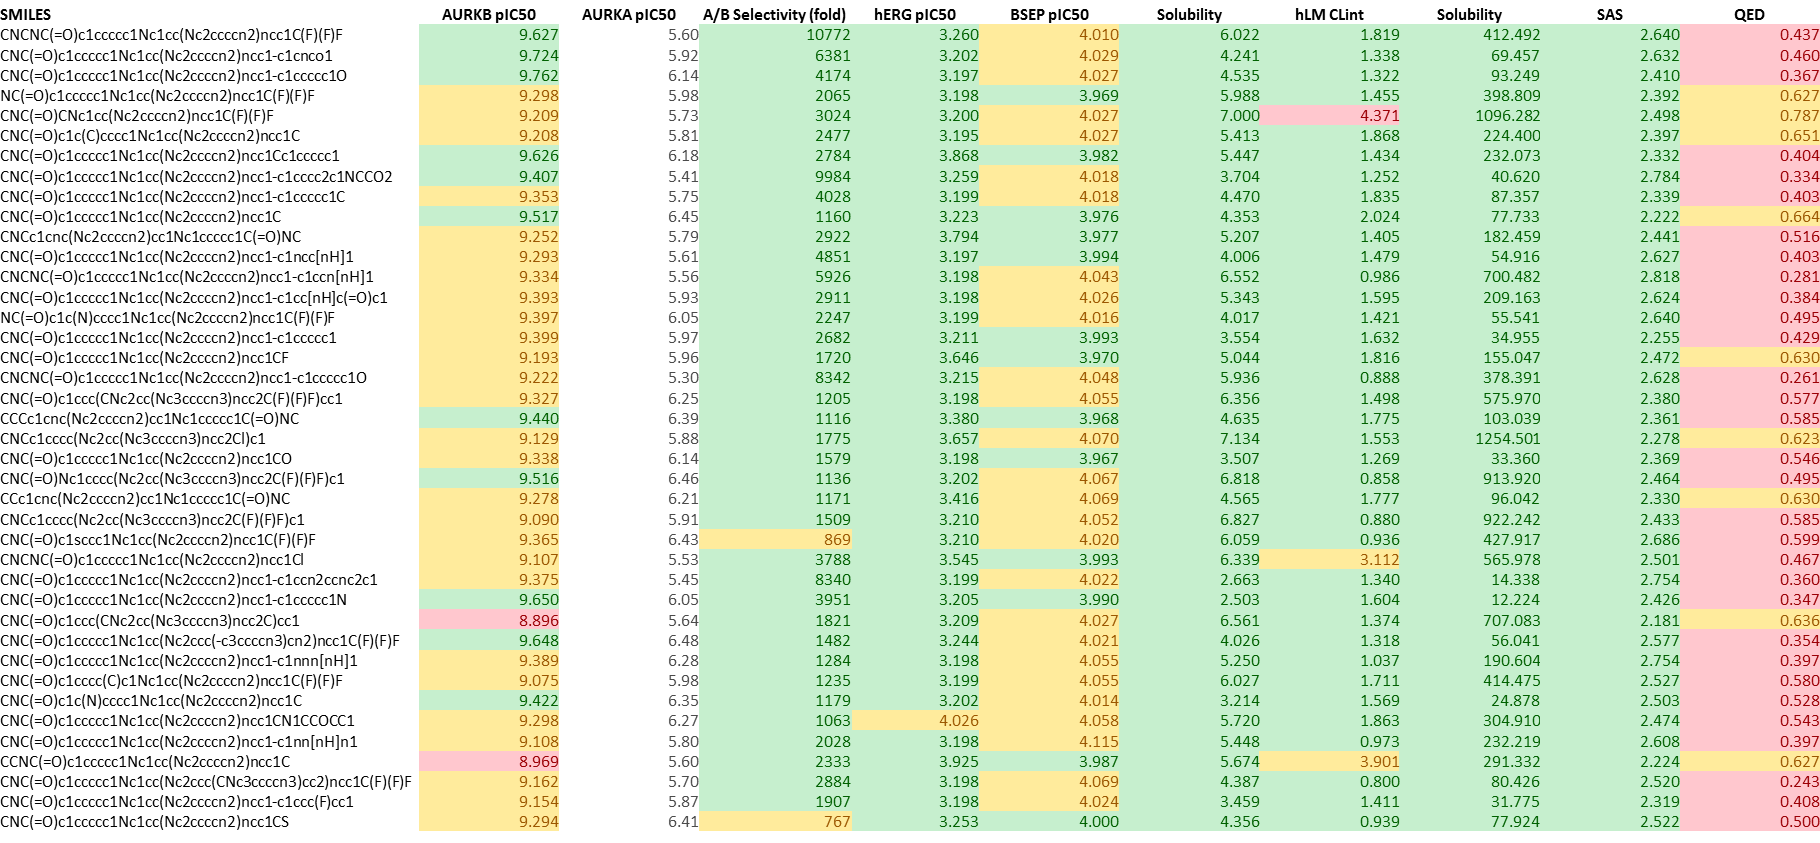 SMILES AURKB pIC50 AURKA pIC50 A/B Selectivity (fold) hERG pIC50 BSEP pIC50 Solubility hLM CLint Solubility SAS QED
CNCNC(=O)c1ccccc1Nc1cc(Nc2ccccn2)ncc1C(F)(F)F 9.627 5.60 10772 3.260 4.010 6.022 1.819 412.492 2.640 0.437
CNC(=O)c1ccccc1Nc1cc(Nc2ccccn2)ncc1-c1cnco1 9.724 5.92 6381 3.202 4.029 4.241 1.338 69.457 2.632 0.460
CNC(=O)c1ccccc1Nc1cc(Nc2ccccn2)ncc1-c1ccccc1O 9.762 6.14 4174 3.197 4.027 4.535 1.322 93.249 2.410 0.367
NC(=O)c1ccccc1Nc1cc(Nc2ccccn2)ncc1C(F)(F)F 9.298 5.98 2065 3.198 3.969 5.988 1.455 398.809 2.392 0.627
CNC(=O)CNc1cc(Nc2ccccn2)ncc1C(F)(F)F 9.209 5.73 3024 3.200 4.027 7.000 4.371 1096.282 2.498 0.787
CNC(=O)c1c(C)cccc1Nc1cc(Nc2ccccn2)ncc1C 9.208 5.81 2477 3.195 4.027 5.413 1.868 224.400 2.397 0.651
CNC(=O)c1ccccc1Nc1cc(Nc2ccccn2)ncc1Cc1ccccc1 9.626 6.18 2784 3.868 3.982 5.447 1.434 232.073 2.332 0.404
CNC(=O)c1ccccc1Nc1cc(Nc2ccccn2)ncc1-c1cccc2c1NCCO2 9.407 5.41 9984 3.259 4.018 3.704 1.252 40.620 2.784 0.334
CNC(=O)c1ccccc1Nc1cc(Nc2ccccn2)ncc1-c1ccccc1C 9.353 5.75 4028 3.199 4.018 4.470 1.835 87.357 2.339 0.403
CNC(=O)c1ccccc1Nc1cc(Nc2ccccn2)ncc1C 9.517 6.45 1160 3.223 3.976 4.353 2.024 77.733 2.222 0.664
CNCc1cnc(Nc2ccccn2)cc1Nc1ccccc1C(=O)NC 9.252 5.79 2922 3.794 3.977 5.207 1.405 182.459 2.441 0.516
CNC(=O)c1ccccc1Nc1cc(Nc2ccccn2)ncc1-c1ncc[nH]1 9.293 5.61 4851 3.197 3.994 4.006 1.479 54.916 2.627 0.403
CNCNC(=O)c1ccccc1Nc1cc(Nc2ccccn2)ncc1-c1ccn[nH]1 9.334 5.56 5926 3.198 4.043 6.552 0.986 700.482 2.818 0.281
CNC(=O)c1ccccc1Nc1cc(Nc2ccccn2)ncc1-c1cc[nH]c(=O)c1 9.393 5.93 2911 3.198 4.026 5.343 1.595 209.163 2.624 0.384
NC(=O)c1c(N)cccc1Nc1cc(Nc2ccccn2)ncc1C(F)(F)F 9.397 6.05 2247 3.199 4.016 4.017 1.421 55.541 2.640 0.495
CNC(=O)c1ccccc1Nc1cc(Nc2ccccn2)ncc1-c1ccccc1 9.399 5.97 2682 3.211 3.993 3.554 1.632 34.955 2.255 0.429
CNC(=O)c1ccccc1Nc1cc(Nc2ccccn2)ncc1CF 9.193 5.96 1720 3.646 3.970 5.044 1.816 155.047 2.472 0.630
CNCNC(=O)c1ccccc1Nc1cc(Nc2ccccn2)ncc1-c1ccccc1O 9.222 5.30 8342 3.215 4.048 5.936 0.888 378.391 2.628 0.261
CNC(=O)c1ccc(CNc2cc(Nc3ccccn3)ncc2C(F)(F)F)cc1 9.327 6.25 1205 3.198 4.055 6.356 1.498 575.970 2.380 0.577
CCCc1cnc(Nc2ccccn2)cc1Nc1ccccc1C(=O)NC 9.440 6.39 1116 3.380 3.968 4.635 1.775 103.039 2.361 0.585
CNCc1cccc(Nc2cc(Nc3ccccn3)ncc2Cl)c1 9.129 5.88 1775 3.657 4.070 7.134 1.553 1254.501 2.278 0.623
CNC(=O)c1ccccc1Nc1cc(Nc2ccccn2)ncc1CO 9.338 6.14 1579 3.198 3.967 3.507 1.269 33.360 2.369 0.546
CNC(=O)Nc1cccc(Nc2cc(Nc3ccccn3)ncc2C(F)(F)F)c1 9.516 6.46 1136 3.202 4.067 6.818 0.858 913.920 2.464 0.495
CCc1cnc(Nc2ccccn2)cc1Nc1ccccc1C(=O)NC 9.278 6.21 1171 3.416 4.069 4.565 1.777 96.042 2.330 0.630
CNCc1cccc(Nc2cc(Nc3ccccn3)ncc2C(F)(F)F)c1 9.090 5.91 1509 3.210 4.052 6.827 0.880 922.242 2.433 0.585
CNC(=O)c1sccc1Nc1cc(Nc2ccccn2)ncc1C(F)(F)F 9.365 6.43 869 3.210 4.020 6.059 0.936 427.917 2.686 0.599
CNCNC(=O)c1ccccc1Nc1cc(Nc2ccccn2)ncc1Cl 9.107 5.53 3788 3.545 3.993 6.339 3.112 565.978 2.501 0.467
CNC(=O)c1ccccc1Nc1cc(Nc2ccccn2)ncc1-c1ccn2ccnc2c1 9.375 5.45 8340 3.199 4.022 2.663 1.340 14.338 2.754 0.360
CNC(=O)c1ccccc1Nc1cc(Nc2ccccn2)ncc1-c1ccccc1N 9.650 6.05 3951 3.205 3.990 2.503 1.604 12.224 2.426 0.347
CNC(=O)c1ccc(CNc2cc(Nc3ccccn3)ncc2C)cc1 8.896 5.64 1821 3.209 4.027 6.561 1.374 707.083 2.181 0.636
CNC(=O)c1ccccc1Nc1cc(Nc2ccc(-c3ccccn3)cn2)ncc1C(F)(F)F 9.648 6.48 1482 3.244 4.021 4.026 1.318 56.041 2.577 0.354
CNC(=O)c1ccccc1Nc1cc(Nc2ccccn2)ncc1-c1nnn[nH]1 9.389 6.28 1284 3.198 4.055 5.250 1.037 190.604 2.754 0.397
CNC(=O)c1cccc(C)c1Nc1cc(Nc2ccccn2)ncc1C(F)(F)F 9.075 5.98 1235 3.199 4.055 6.027 1.711 414.475 2.527 0.580
CNC(=O)c1c(N)cccc1Nc1cc(Nc2ccccn2)ncc1C 9.422 6.35 1179 3.202 4.014 3.214 1.569 24.878 2.503 0.528
CNC(=O)c1ccccc1Nc1cc(Nc2ccccn2)ncc1CN1CCOCC1 9.298 6.27 1063 4.026 4.058 5.720 1.863 304.910 2.474 0.543
CNC(=O)c1ccccc1Nc1cc(Nc2ccccn2)ncc1-c1nn[nH]n1 9.108 5.80 2028 3.198 4.115 5.448 0.973 232.219 2.608 0.397
CCNC(=O)c1ccccc1Nc1cc(Nc2ccccn2)ncc1C 8.969 5.60 2333 3.925 3.987 5.674 3.901 291.332 2.224 0.627
CNC(=O)c1ccccc1Nc1cc(Nc2ccc(CNc3ccccn3)cc2)ncc1C(F)(F)F 9.162 5.70 2884 3.198 4.069 4.387 0.800 80.426 2.520 0.243
CNC(=O)c1ccccc1Nc1cc(Nc2ccccn2)ncc1-c1ccc(F)cc1 9.154 5.87 1907 3.198 4.024 3.459 1.411 31.775 2.319 0.408
CNC(=O)c1ccccc1Nc1cc(Nc2ccccn2)ncc1CS 9.294 6.41 767 3.253 4.000 4.356 0.939 77.924 2.522 0.500